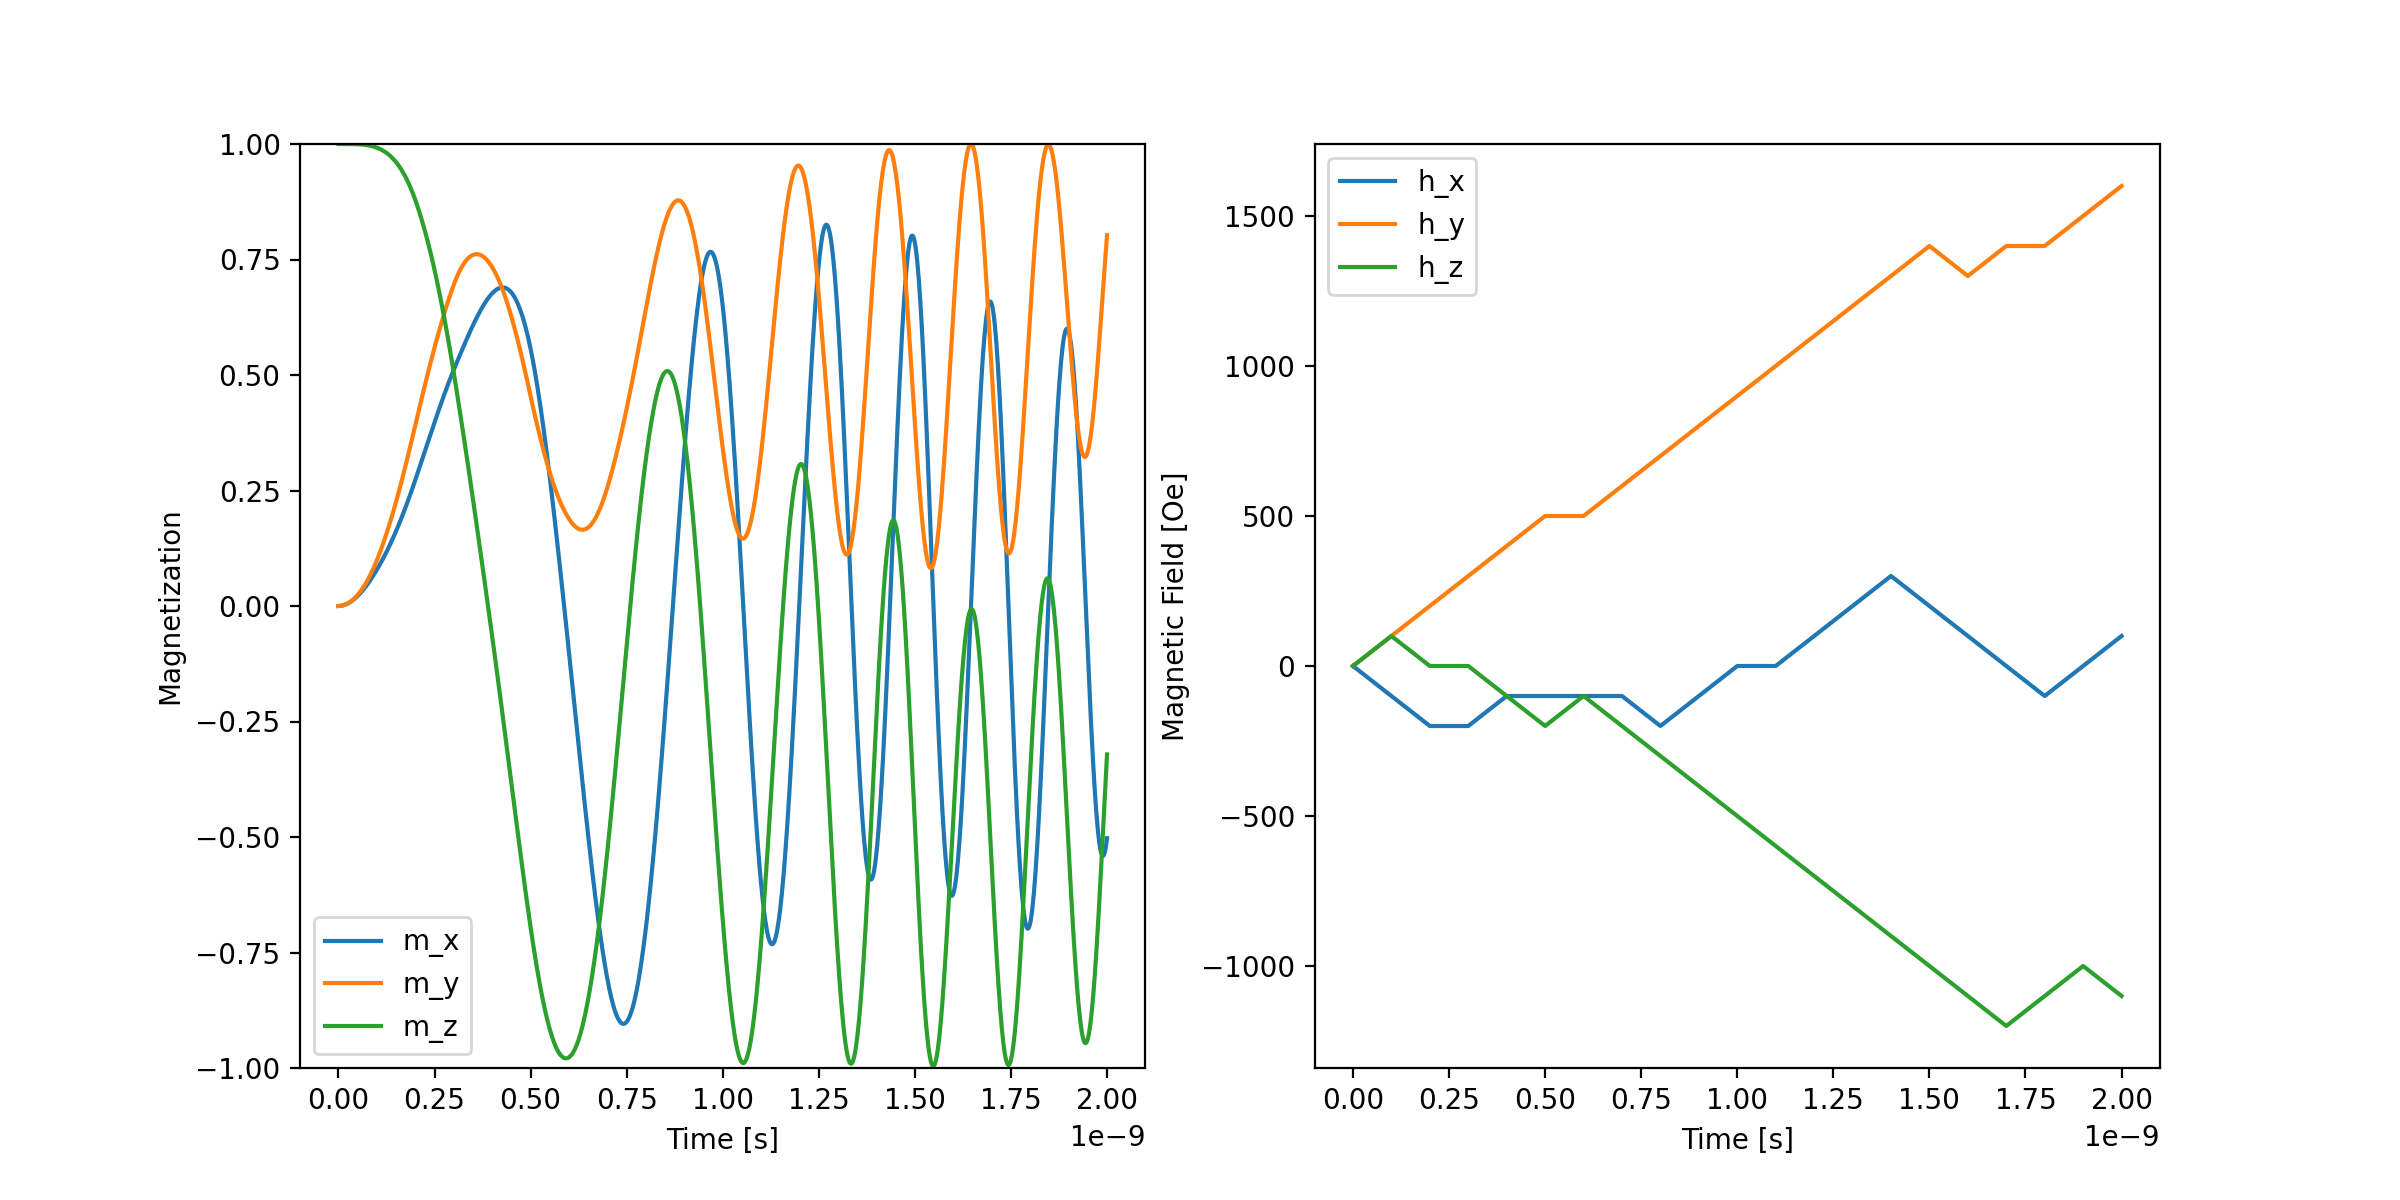 1.00
0.75
0.50
0.25
0.00
−0.25
−0.50
−0.75
−1.00
Magnetization
m_x
m_y
m_z
0.00 0.25 0.50 0.75 1.00 1.25 1.50 1.75 2.00
Time [s]
1e−9
1500
1000
500
0
−500
−1000
Magnetic Field [Oe]
h_x
h_y
h_z
0.00 0.25 0.50 0.75 1.00 1.25 1.50 1.75 2.00
Time [s]
1e−9